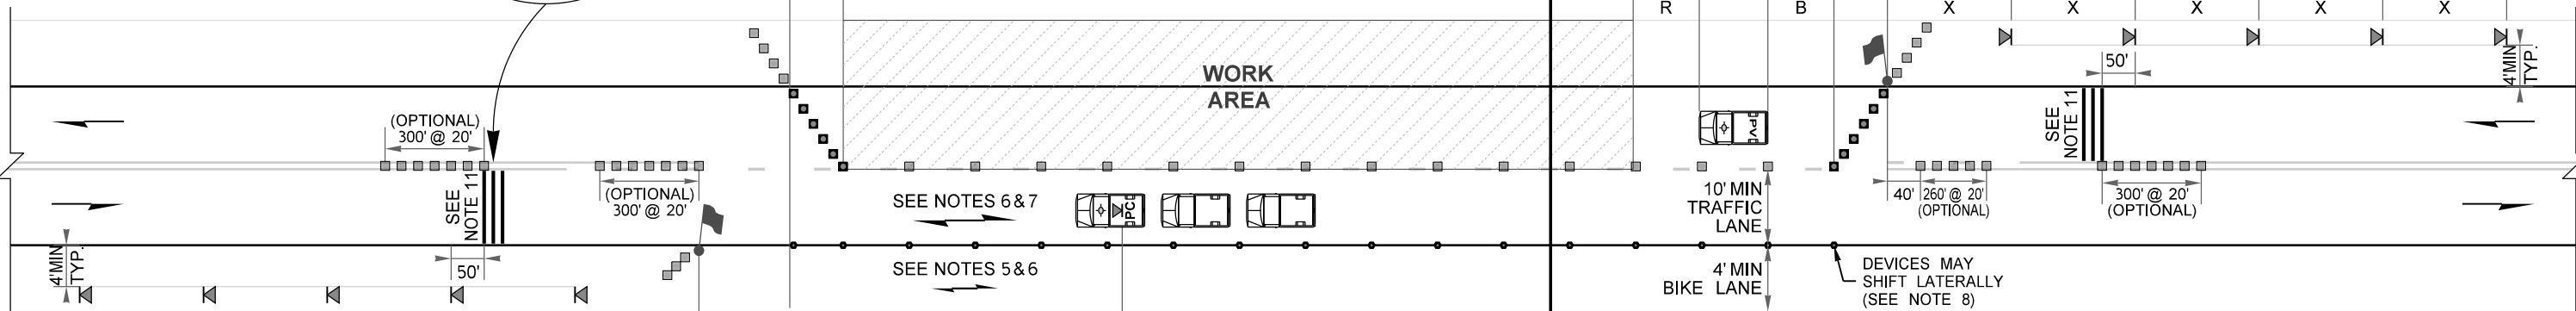 R
B
X
X
X
X
X
50'
4'MIN
TYP.
WORK
AREA
(OPTIONAL)
300' @ 20'
SEE
NOTE 11
PV
SEE
NOTE 11
(OPTIONAL)
300' @ 20'
SEE NOTES 6&7
PC
10' MIN
TRAFFIC
LANE
40'
260' @ 20'
(OPTIONAL)
300' @ 20'
(OPTIONAL)
4'MIN
TYP.
50'
SEE NOTES 5&6
4' MIN
BIKE LANE
DEVICES MAY
SHIFT LATERALLY
(SEE NOTE 8)